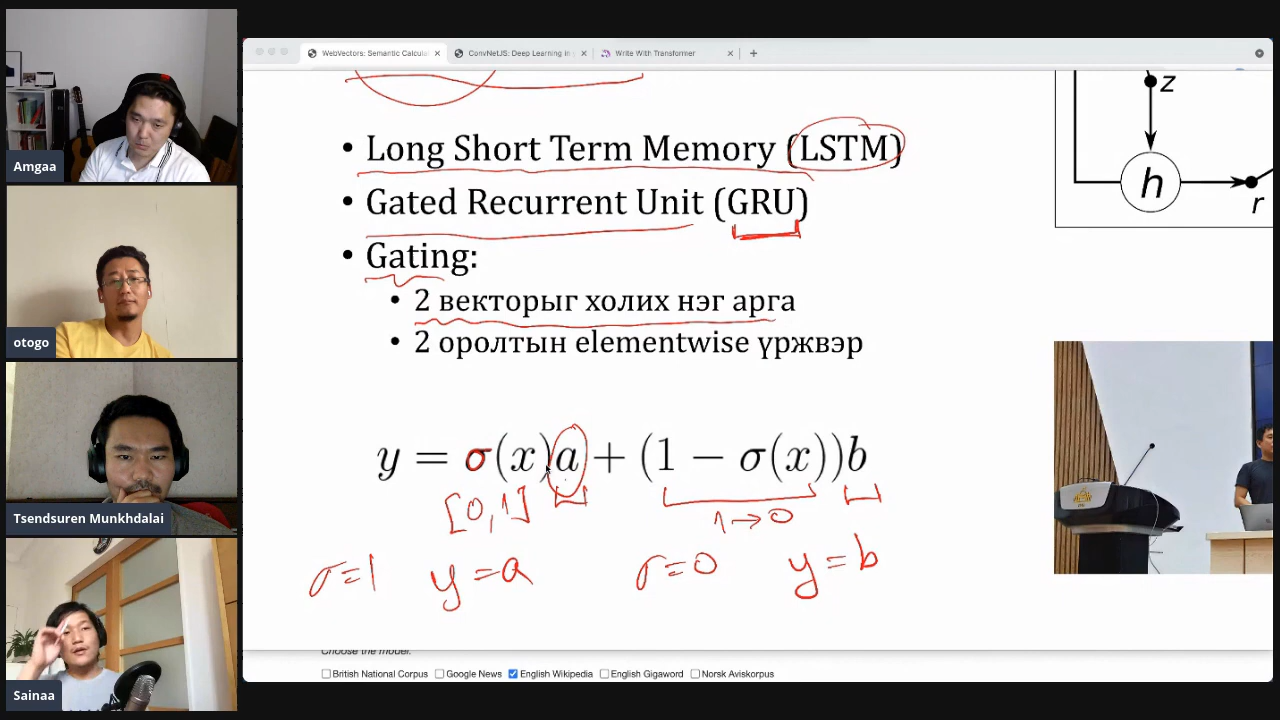 Amgaa
otogo
Tsendsuren Munkhdalai
Sainaa
WebVectors: Semantic Calcula
ConvNetJS: Deep Learning in
Write With Transformer
• Long Short Term Memory (LSTM)
• Gated Recurrent Unit (GRU)
• Gating:
• 2 векторыг холих нэг арга
• 2 оролтын elementwise үржвэр
y = σ(x)a + (1 − σ(x))b
[0,1]
1→0
σ=1 y=a σ=0 y=b
z
h
r
Choose the model:
British National Corpus Google News English Wikipedia English Gigaword Norsk Aviskorpus